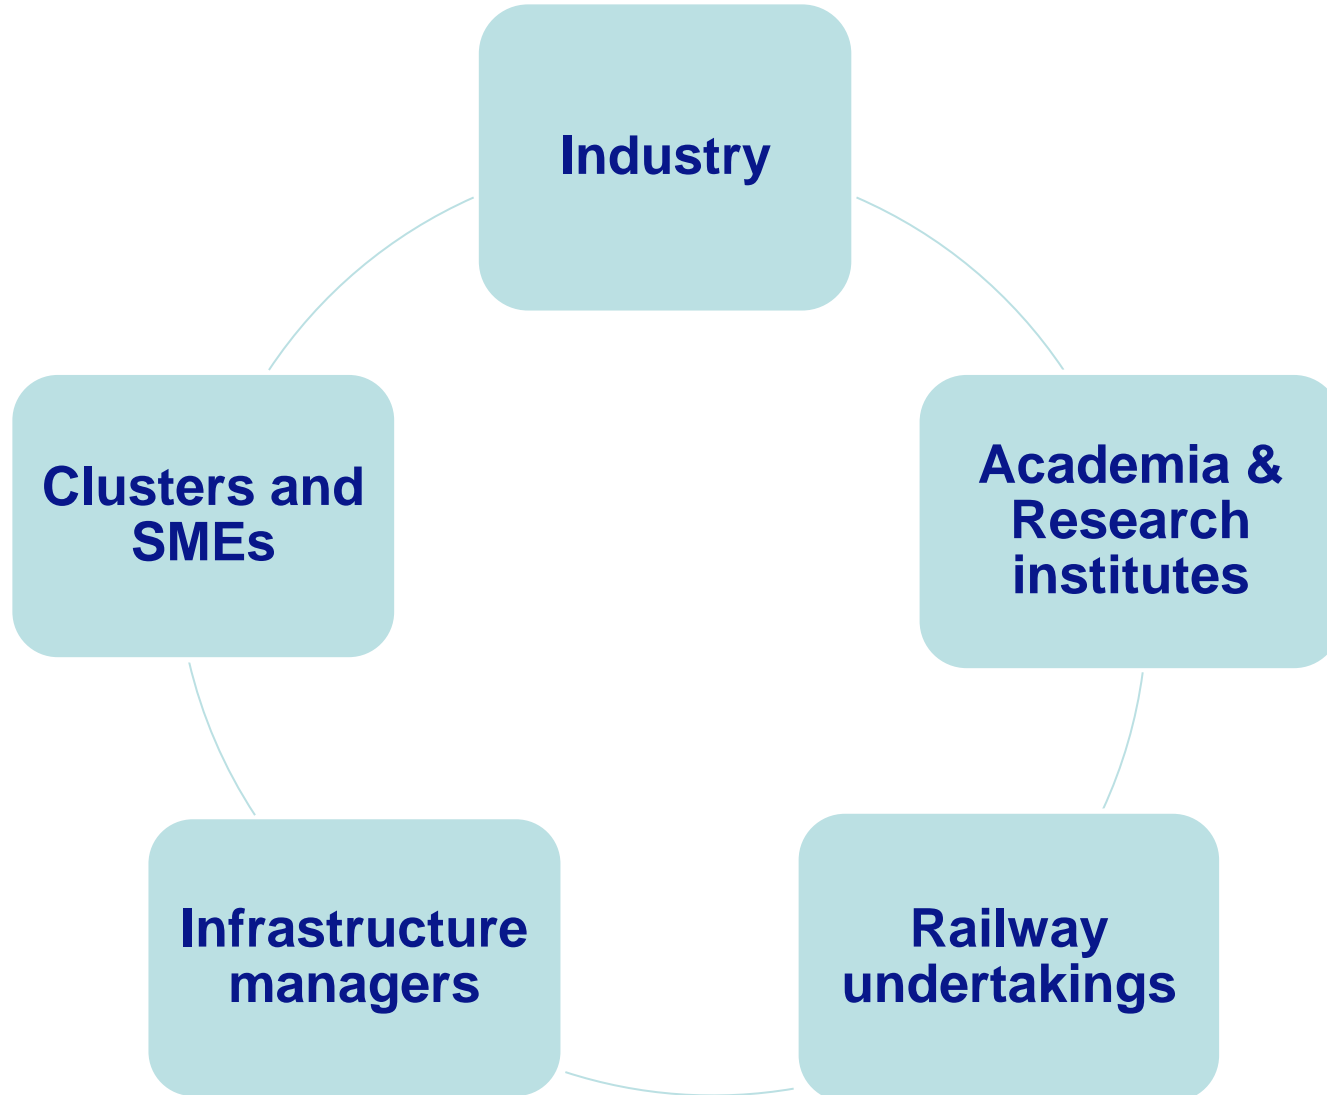 Industry
Clusters and
SMEs
Academia &
Research
institutes
Infrastructure
managers
Railway
undertakings